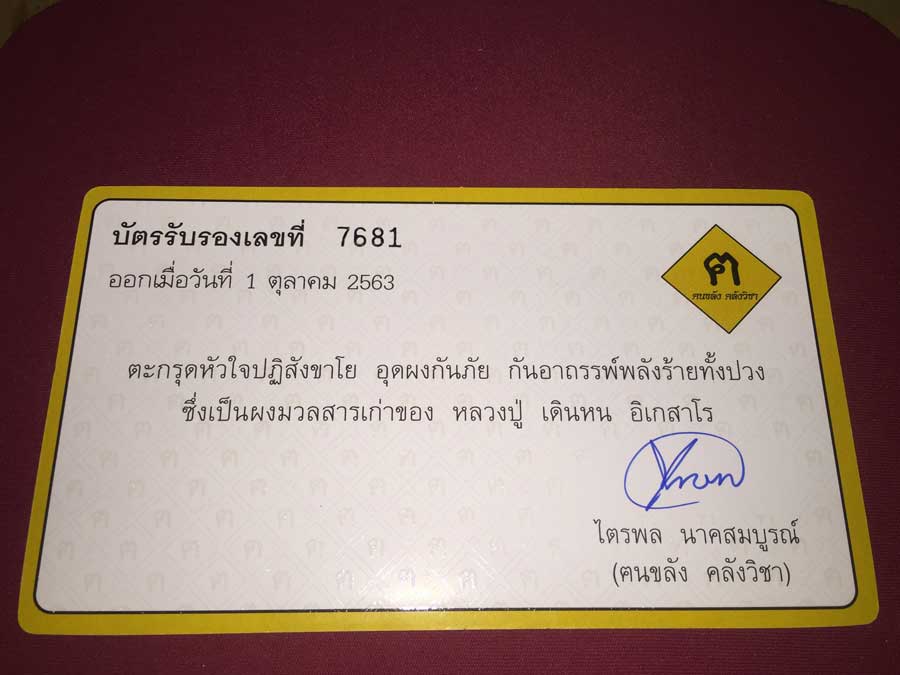 บัตรรับรองเลขที่ 7681
ออกเมื่อวันที่ 1 ตุลาคม 2563
ฅ
ฅนขลัง คลังวิชา
ตะกรุดหัวใจปฏิสังขาโย อุดผงกันภัย กันอาถรรพ์พลังร้ายทั้งปวง
ซึ่งเป็นผงมวลสารเก่าของ หลวงปู่ เดินหน อิเกสาโร
ไตรพล นาคสมบูรณ์
(ฅนขลัง คลังวิชา)